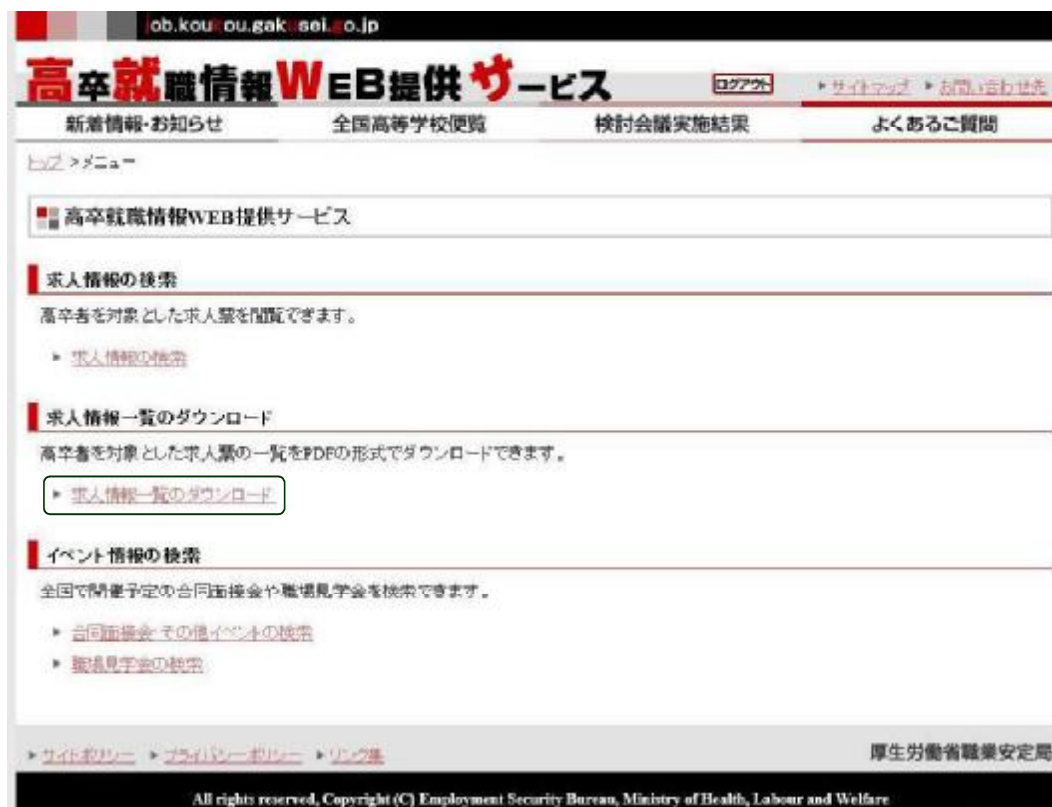 job.koukou.gakusei.go.jp
高卒就職情報WEB提供サービス
ログアウト
サイトマップ
お問い合わせ先
新着情報・お知らせ
全国高等学校便覧
検討会議実施結果
よくあるご質問
トップ >メニュー
高卒就職情報WEB提供サービス
求人情報の検索
高卒者を対象とした求人票を閲覧できます。
求人情報の検索
求人情報一覧のダウンロード
高卒者を対象とした求人票の一覧をPDFの形式でダウンロードできます。
求人情報一覧のダウンロード
イベント情報の検索
全国で開催予定の合同面接会や職場見学会を検索できます。
合同面接会・その他イベントの検索
職場見学会の検索
サイトポリシー
プライバシーポリシー
リンク集
厚生労働省職業安定局
All rights reserved, Copyright (C) Employment Security Bureau, Ministry of Health, Labour and Welfare